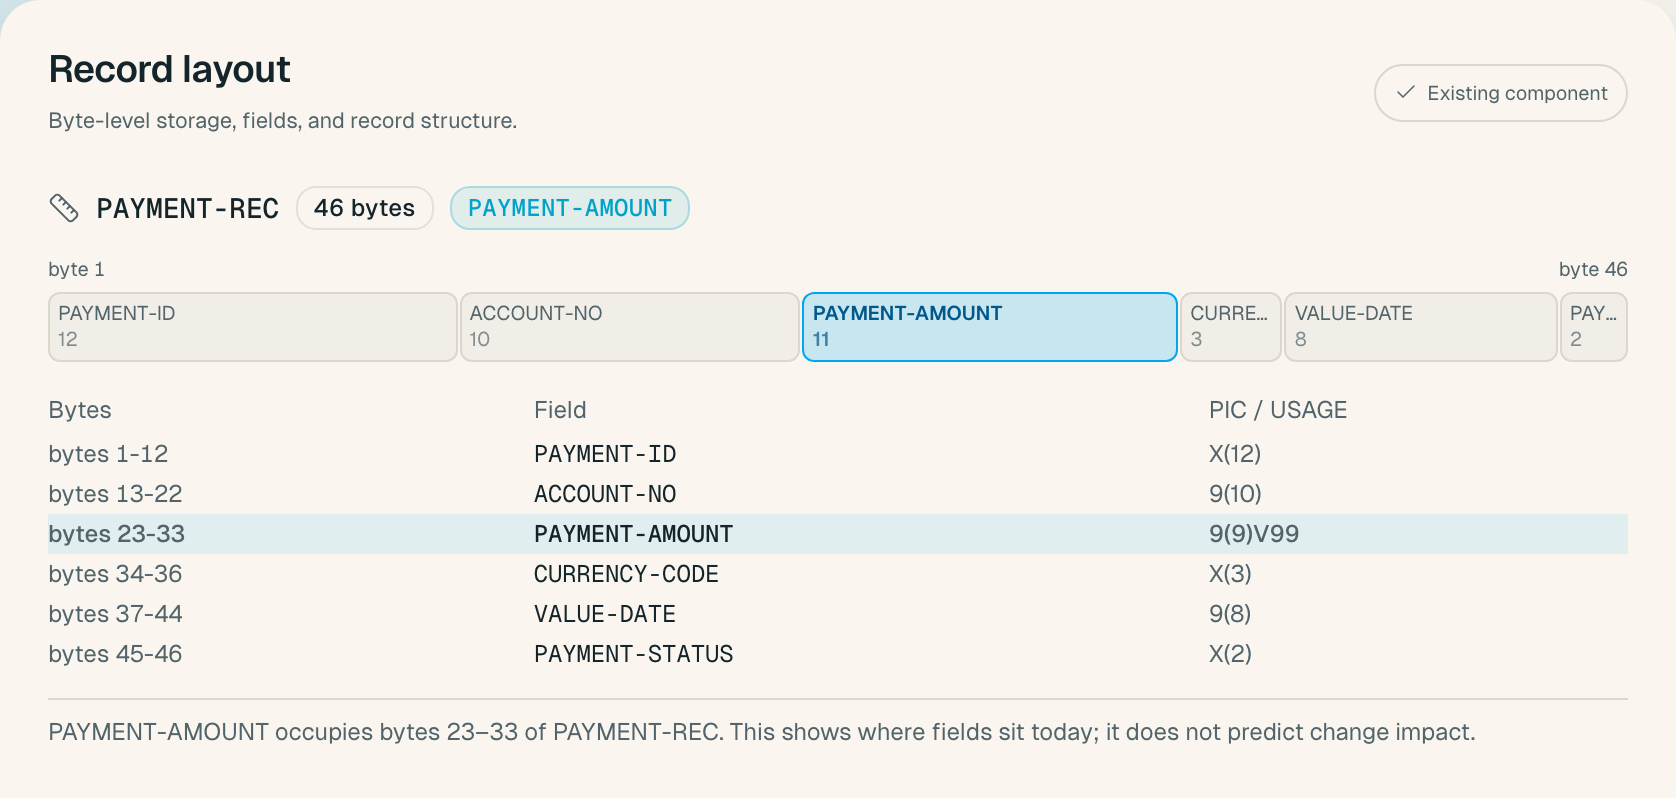 Record layout
Byte-level storage, fields, and record structure.
Existing component
PAYMENT-REC 46 bytes PAYMENT-AMOUNT
byte 1 byte 46
PAYMENT-ID ACCOUNT-NO PAYMENT-AMOUNT CURRE... VALUE-DATE PAY...
12 10 11 3 8 2
Bytes Field PIC / USAGE
bytes 1-12 PAYMENT-ID X(12)
bytes 13-22 ACCOUNT-NO 9(10)
bytes 23-33 PAYMENT-AMOUNT 9(9)V99
bytes 34-36 CURRENCY-CODE X(3)
bytes 37-44 VALUE-DATE 9(8)
bytes 45-46 PAYMENT-STATUS X(2)
PAYMENT-AMOUNT occupies bytes 23–33 of PAYMENT-REC. This shows where fields sit today; it does not predict change impact.